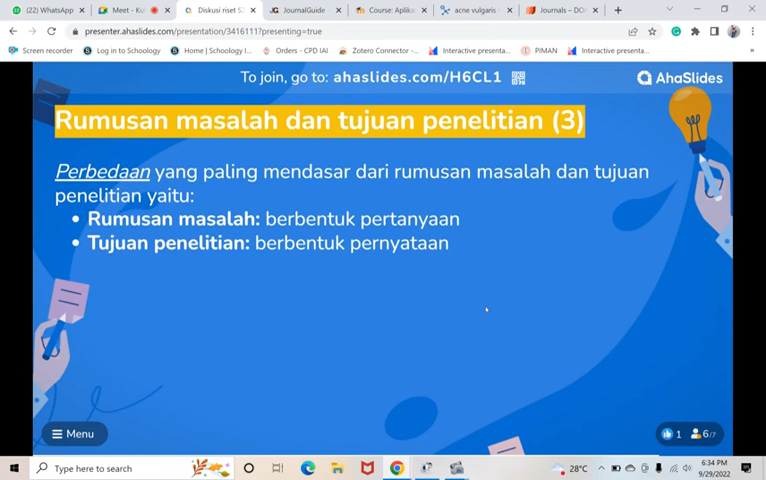 (22) WhatsApp
Meet - Ku
Diskusi riset S2
JournalGuide
Course: Aplika
acne vulgaris -
Journals – DO
presenter.ahaslides.com/presentation/3416111?presenting=true
Screen recorder
Log in to Schoology
Home | Schoology I...
Orders - CPD IAI
Zotero Connector -...
Interactive presenta...
PIMAN
Interactive presenta...
To join, go to: ahaslides.com/H6CL1
AhaSlides
Rumusan masalah dan tujuan penelitian (3)
Perbedaan yang paling mendasar dari rumusan masalah dan tujuan
penelitian yaitu:
• Rumusan masalah: berbentuk pertanyaan
• Tujuan penelitian: berbentuk pernyataan
Menu
1
6/7
Type here to search
28°C
6:34 PM
9/29/2022